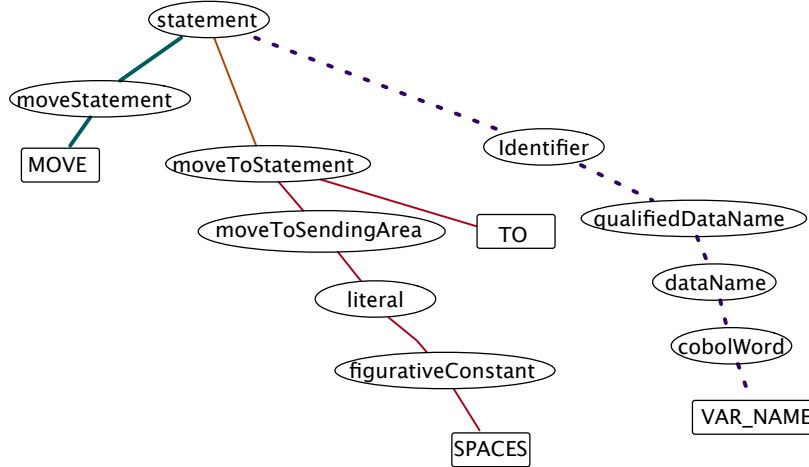 statement
moveStatement
Identifier
MOVE
moveToStatement
qualifiedDataName
moveToSendingArea
TO
dataName
literal
cobolWord
figurativeConstant
VAR_NAME
SPACES